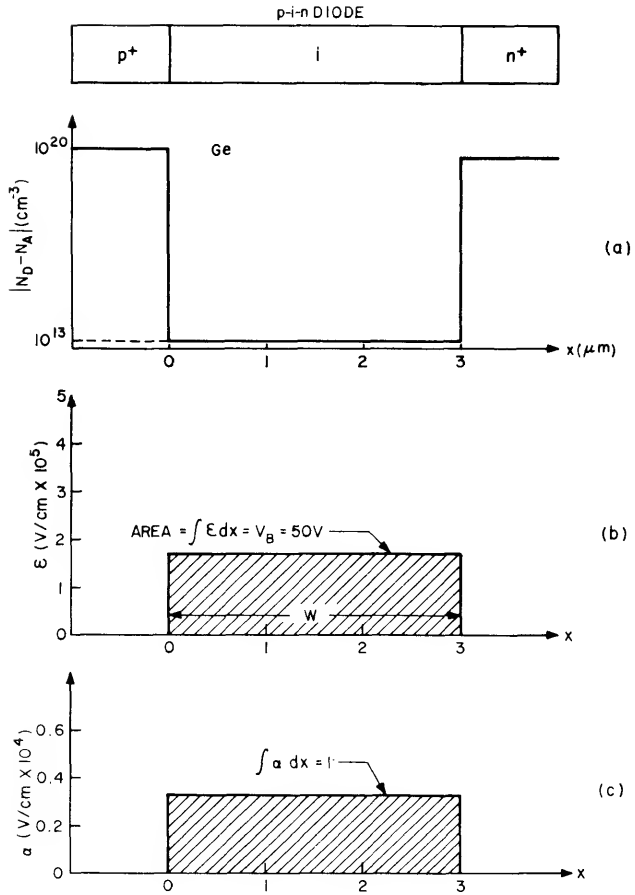 p-i-n DIODE
p+ i n+
10^20
Ge
|N_D-N_A|(cm^-3)
(a)
10^13
0 1 2 3 x(μm)
5
4
3
2
1
0
ε (V/cm X 10^5)
AREA = ∫ε dx = V_B = 50V
(b)
W
0 1 2 3 x
0.6
0.4
0.2
0
α (V/cm X 10^4)
∫ α dx = 1
(c)
0 1 2 3 x